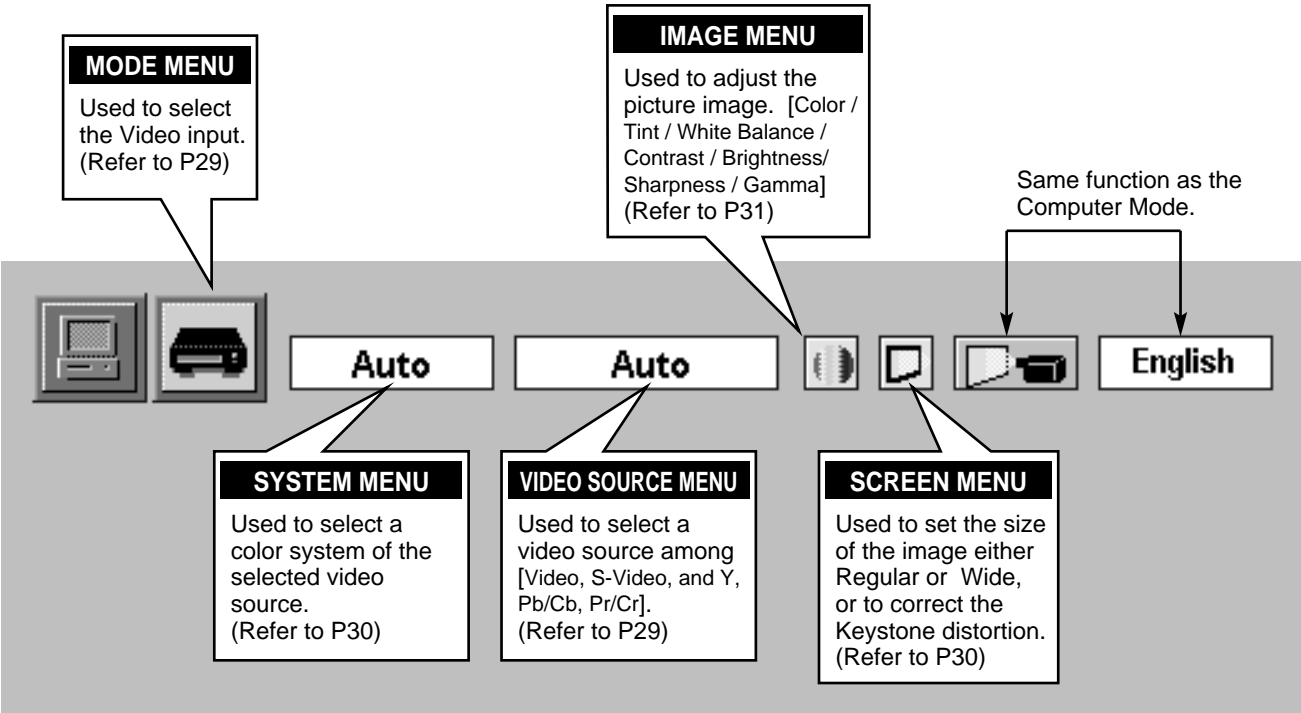 MODE MENU
Used to select
the Video input.
(Refer to P29)
IMAGE MENU
Used to adjust the
picture image. [Color /
Tint / White Balance /
Contrast / Brightness/
Sharpness / Gamma]
(Refer to P31)
Same function as the
Computer Mode.
Auto
Auto
English
SYSTEM MENU
Used to select a
color system of the
selected video
source.
(Refer to P30)
VIDEO SOURCE MENU
Used to select a
video source among
[Video, S-Video, and Y,
Pb/Cb, Pr/Cr].
(Refer to P29)
SCREEN MENU
Used to set the size
of the image either
Regular or Wide,
or to correct the
Keystone distortion.
(Refer to P30)